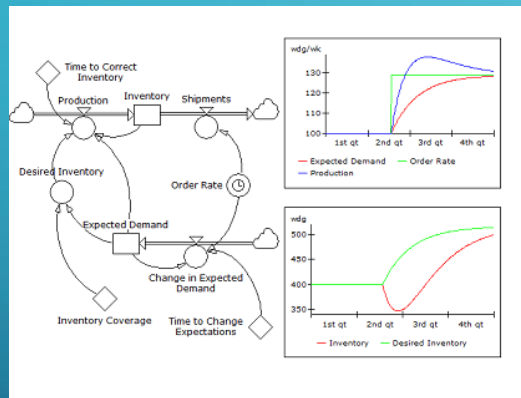 Time to Correct
Inventory
Production
Inventory
Shipments
Desired Inventory
Order Rate
Expected Demand
Change in Expected
Demand
Inventory Coverage
Time to Change
Expectations
wdg/wk
130
120
110
100
1st qt
2nd qt
3rd qt
4th qt
Expected Demand
Order Rate
Production
wdg
500
450
400
350
1st qt
2nd qt
3rd qt
4th qt
Inventory
Desired Inventory